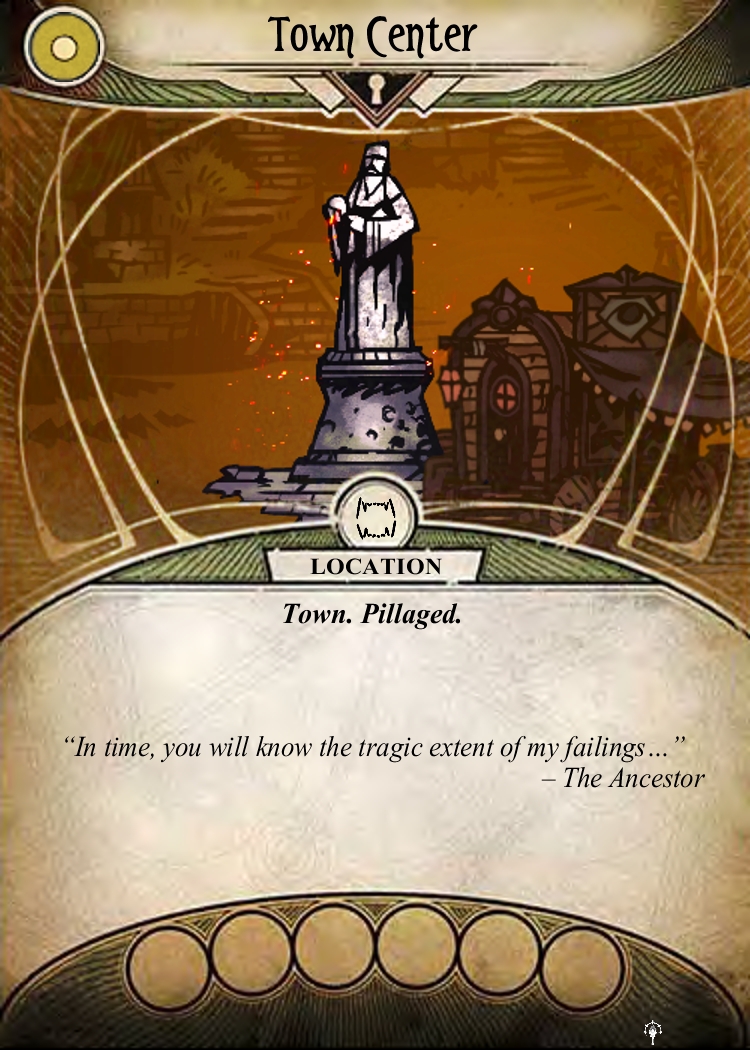 Town Center
LOCATION
Town. Pillaged.
“In time, you will know the tragic extent of my failings…”
– The Ancestor